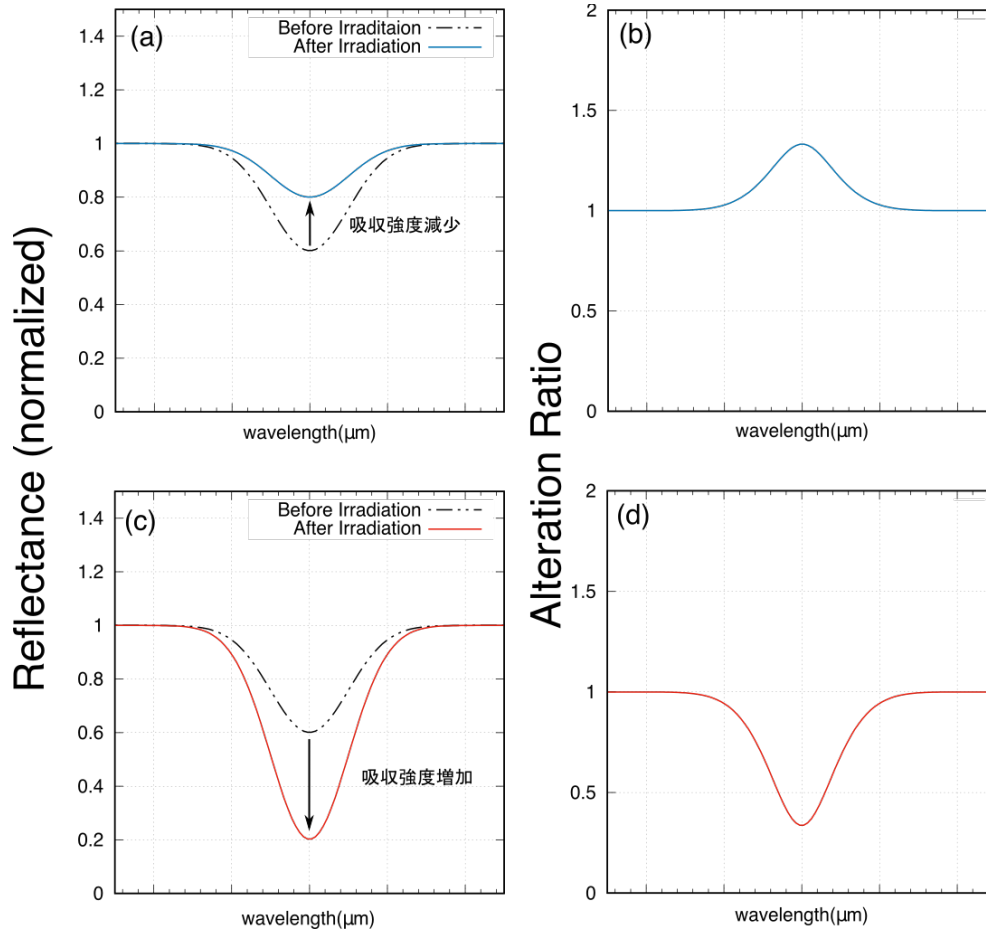 Reflectance (normalized)
(a)
Before Irraditaion
After Irradiation
1.4
1.2
1
0.8
0.6
0.4
0.2
0
吸収強度減少
wavelength(μm)
Alteration Ratio
(b)
2
1.5
1
0.5
0
wavelength(μm)
(c)
Before Irradiation
After Irradiation
1.4
1.2
1
0.8
0.6
0.4
0.2
0
吸収強度増加
wavelength(μm)
(d)
2
1.5
1
0.5
0
wavelength(μm)